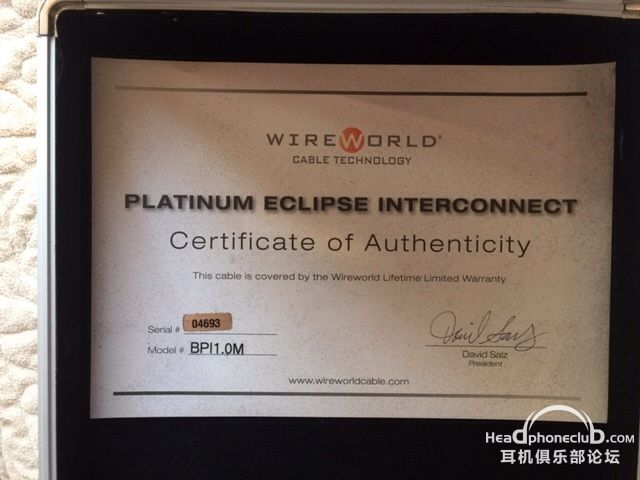 WIREWORLD®
CABLE TECHNOLOGY
PLATINUM ECLIPSE INTERCONNECT
Certificate of Authenticity
This cable is covered by the Wireworld Lifetime Limited Warranty
Serial # 04693
Model # BPI1.0M
David Salz
David Salz
President
www.wireworldcable.com
Headphoneclub.com
耳机俱乐部论坛